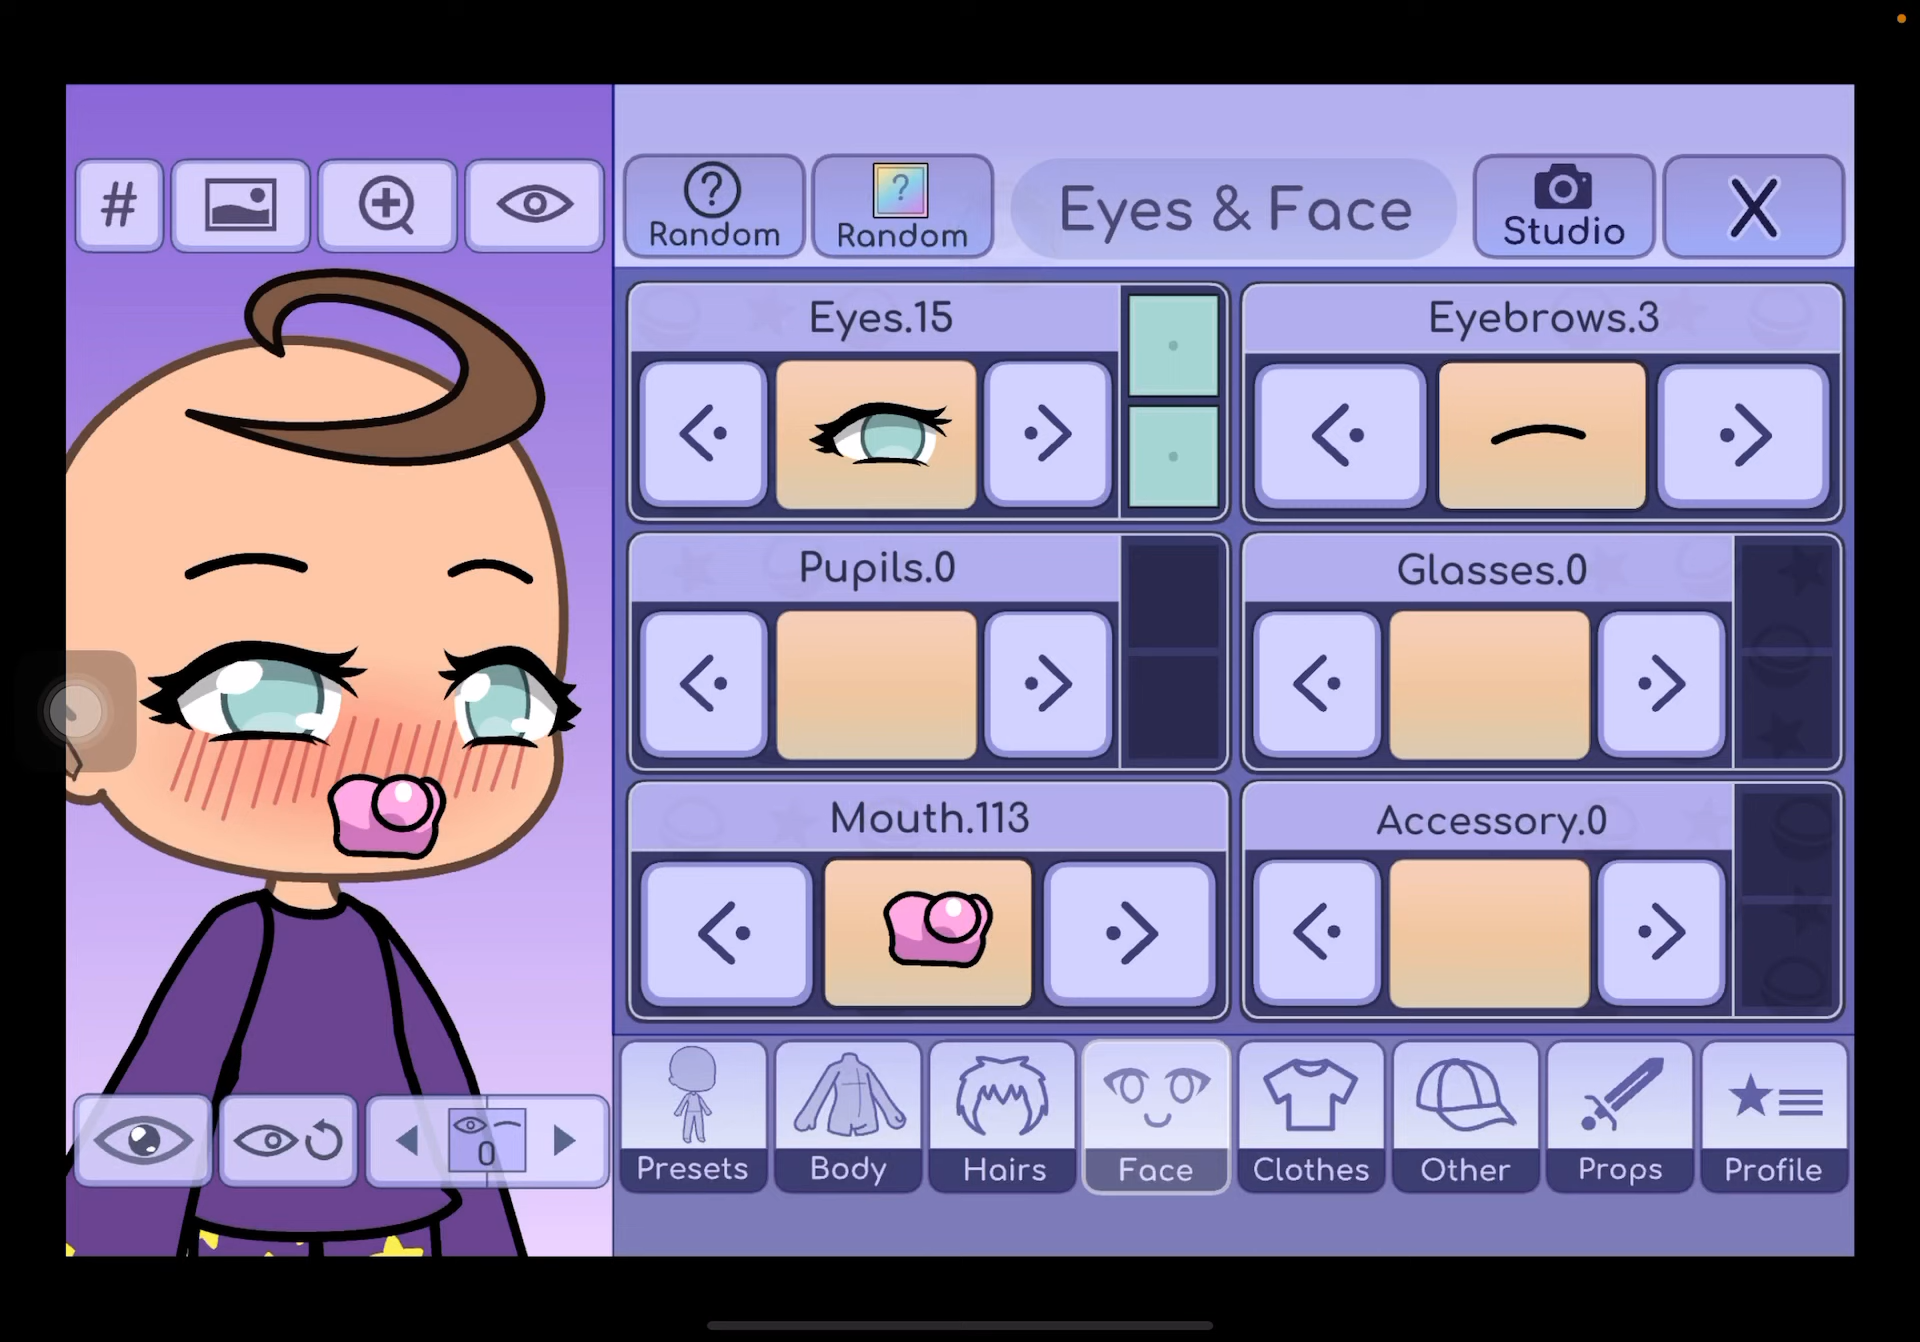 #
? Random
? Random
Eyes & Face
Studio
X
Eyes.15
Eyebrows.3
Pupils.0
Glasses.0
Mouth.113
Accessory.0
0
Presets
Body
Hairs
Face
Clothes
Other
Props
Profile